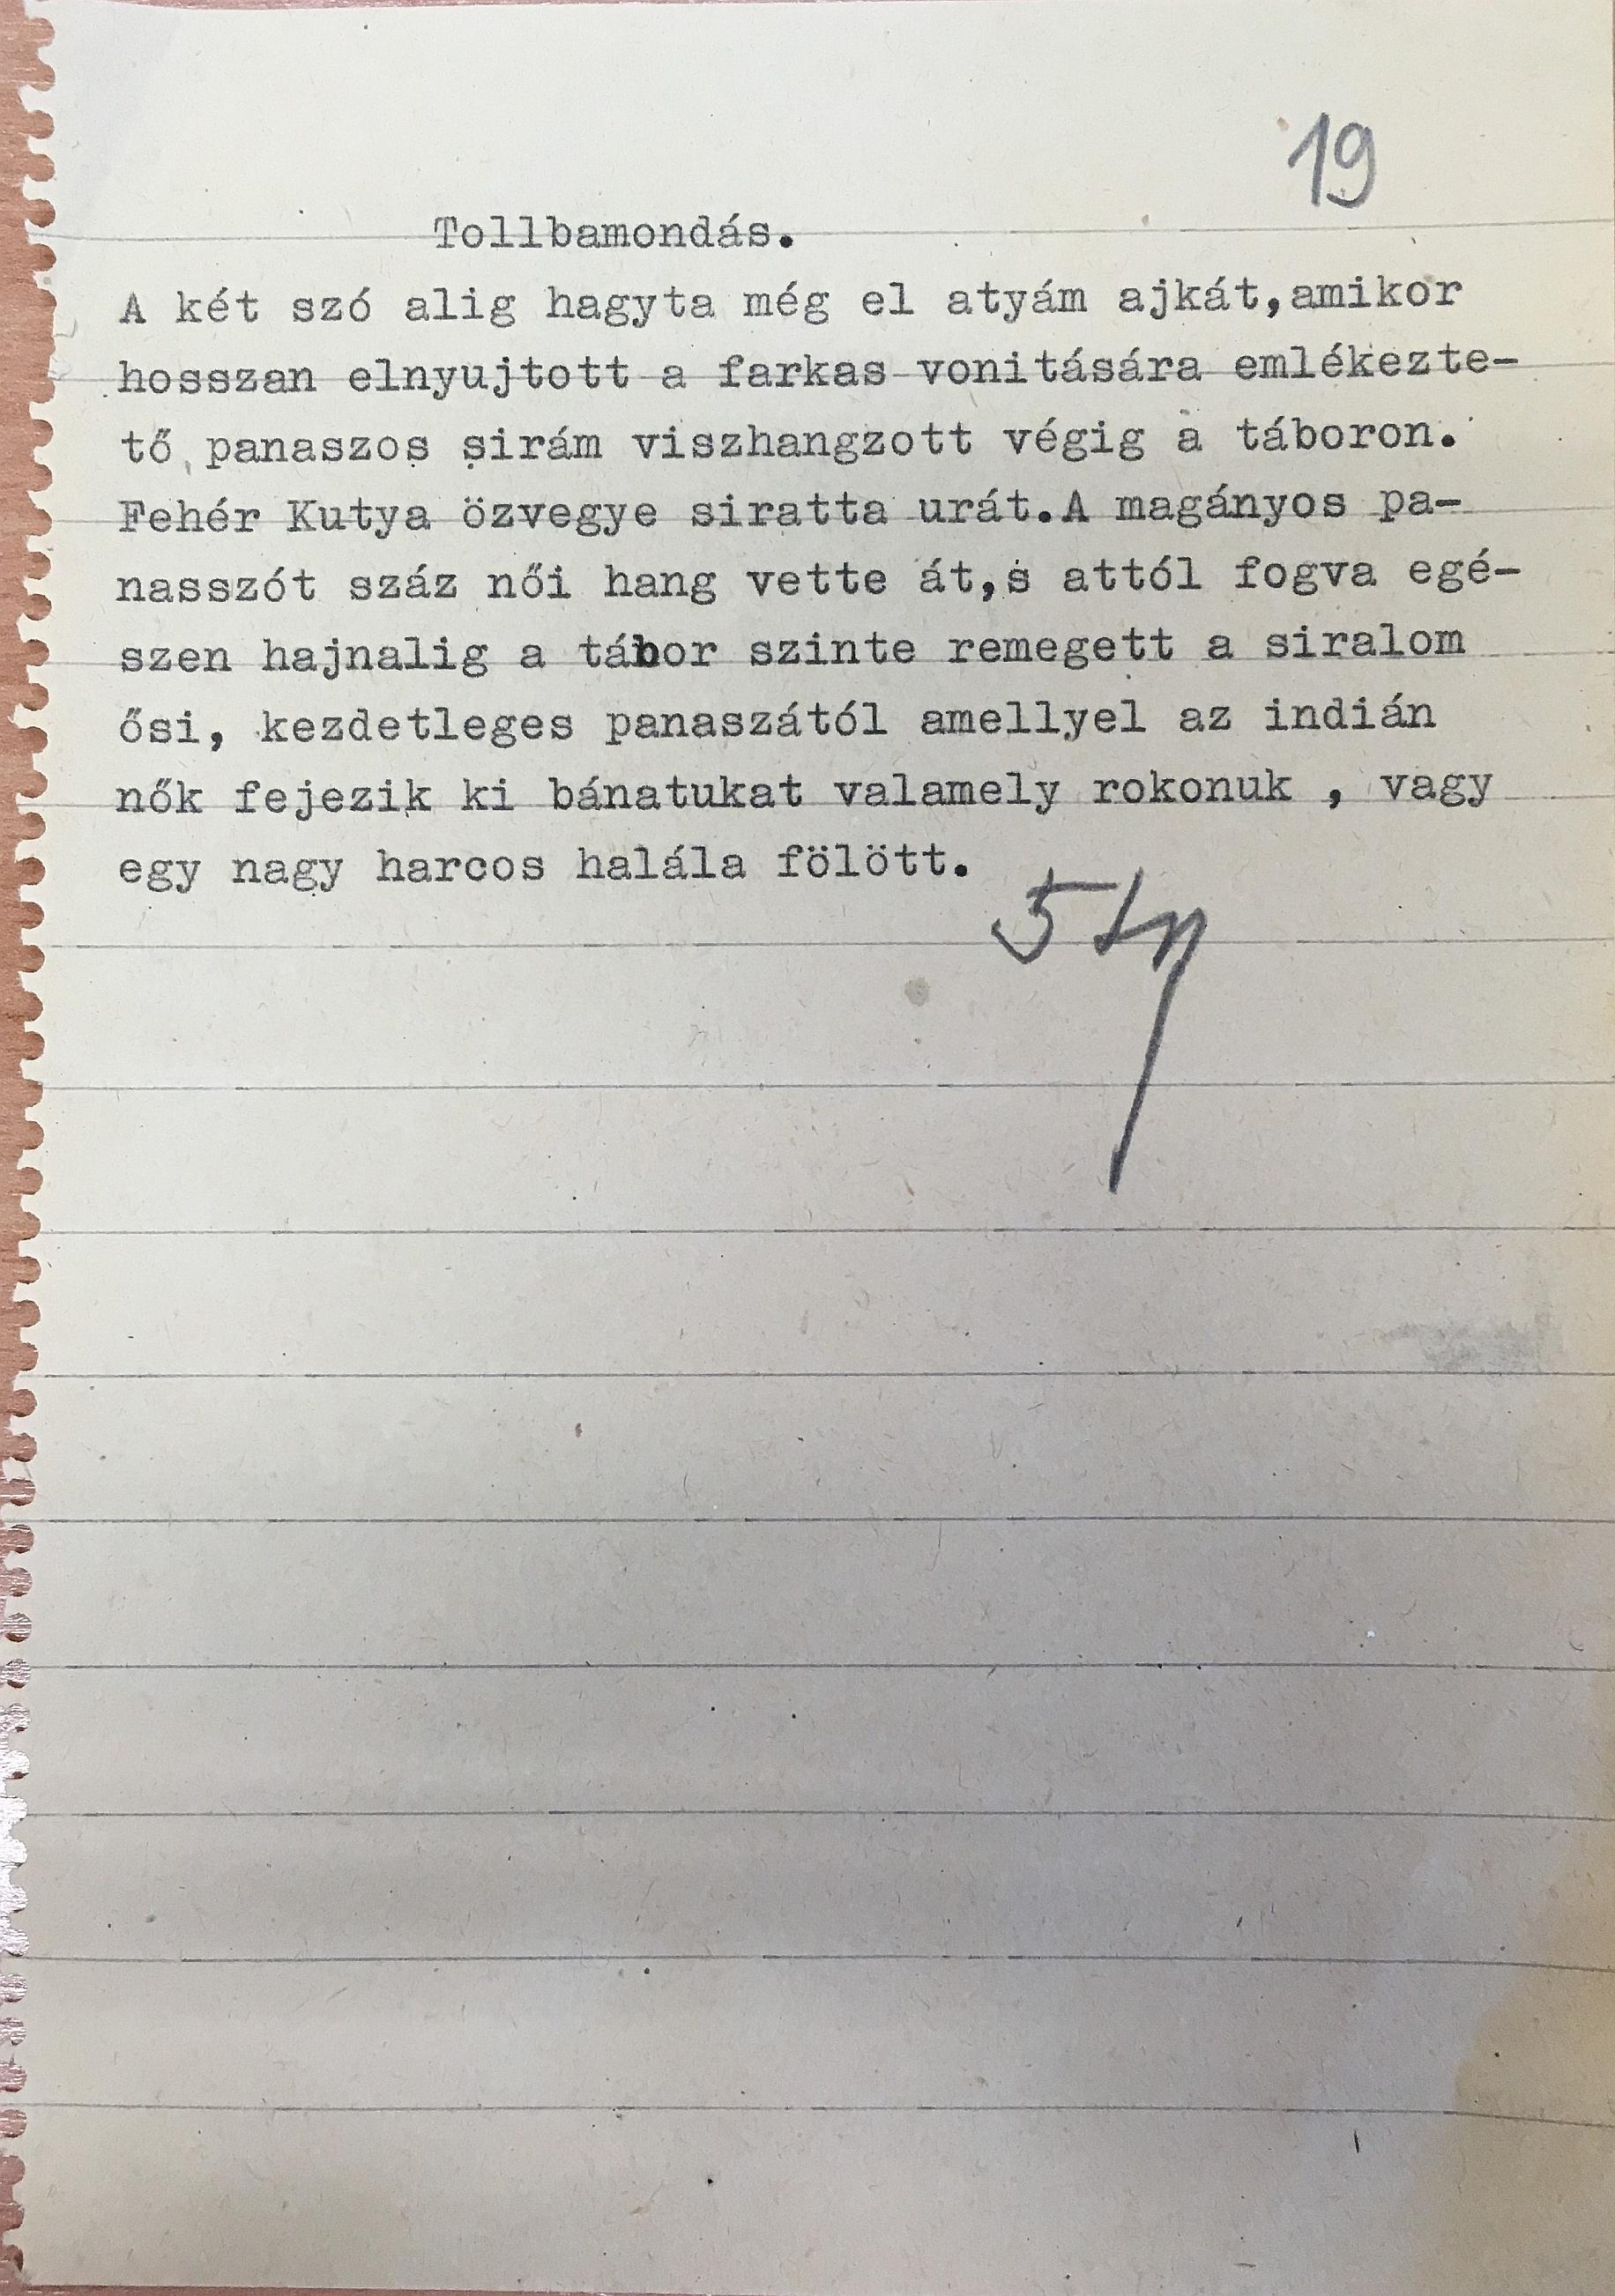 19
Tollbamondás.
A két szó alig hagyta még el atyám ajkát,amikor
hosszan elnyujtott a farkas vonitására emlékezte-
tő panaszos sirám viszhangzott végig a táboron.
Fehér Kutya özvegye siratta urát.A magányos pa-
nasszót száz női hang vette át,s attól fogva egé-
szen hajnalig a tábor szinte remegett a siralom
ősi, kezdetleges panaszától amellyel az indián
nők fejezik ki bánatukat valamely rokonuk , vagy
egy nagy harcos halála fölött.
5